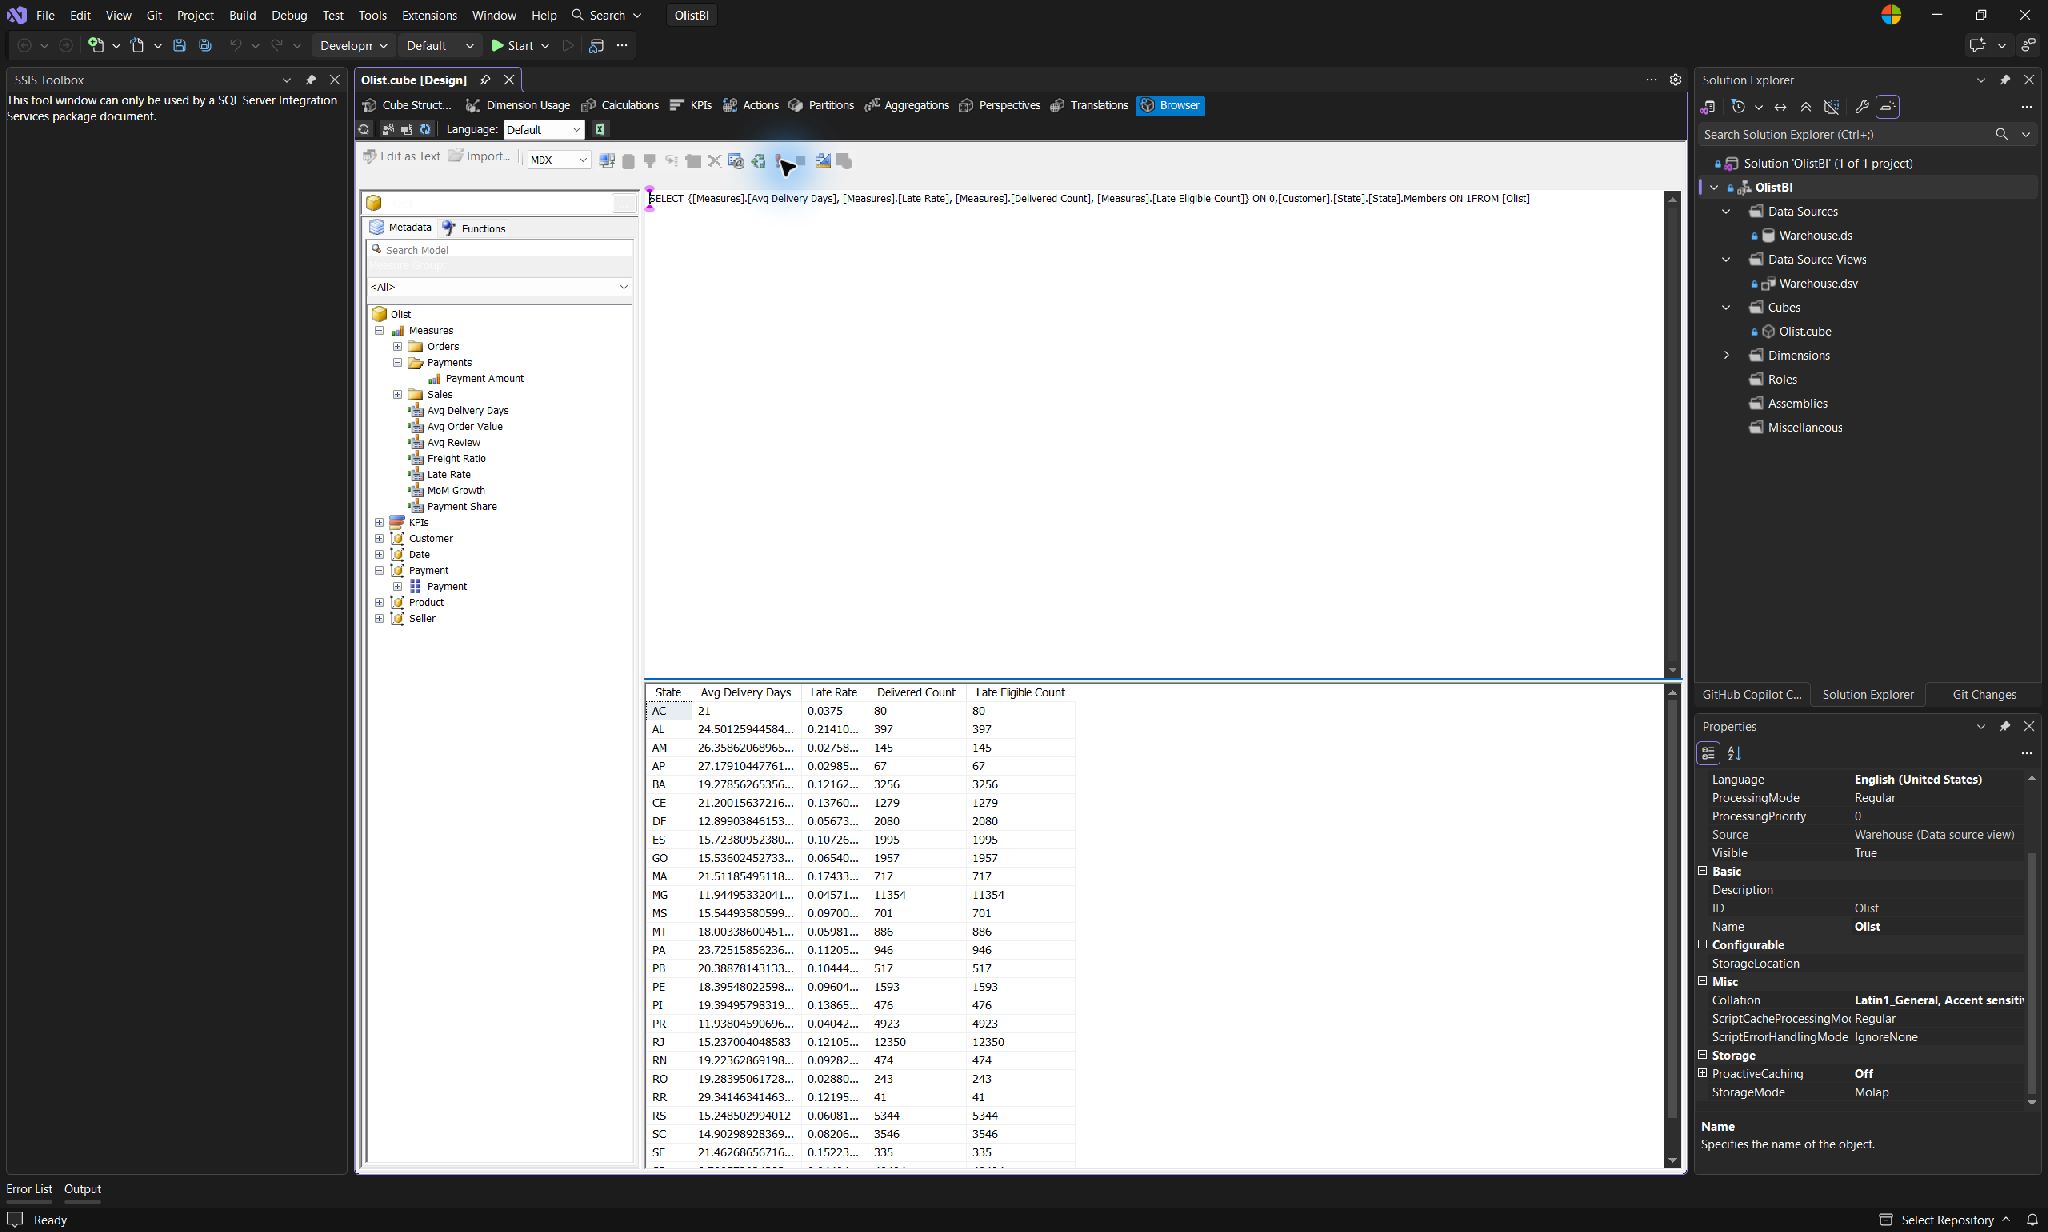 File Edit View Git Project Build Debug Test Tools Extensions Window Help Search OlistBI
Developm Default Start
SSIS Toolbox
This tool window can only be used by a SQL Server Integration
Services package document.
Olist.cube [Design]
Cube Struct... Dimension Usage Calculations KPIs Actions Partitions Aggregations Perspectives Translations Browser
Language: Default
Edit as Text Import... MDX
Metadata Functions
Search Model
Measure Group:
<All>
Olist
Measures
Orders
Payments
Payment Amount
Sales
Avg Delivery Days
Avg Order Value
Avg Review
Freight Ratio
Late Rate
MoM Growth
Payment Share
KPIs
Customer
Date
Payment
Payment
Product
Seller
SELECT {[Measures].[Avg Delivery Days], [Measures].[Late Rate], [Measures].[Delivered Count], [Measures].[Late Eligible Count]} ON 0,[Customer].[State].[State].Members ON 1FROM [Olist]
State Avg Delivery Days Late Rate Delivered Count Late Eligible Count
AC 21 0.0375 80 80
AL 24.50125944584... 0.21410... 397 397
AM 26.35862068965... 0.02758... 145 145
AP 27.17910447761... 0.02985... 67 67
BA 19.27856265356... 0.12162... 3256 3256
CE 21.20015637216... 0.13760... 1279 1279
DF 12.89903846153... 0.05673... 2080 2080
ES 15.72380952380... 0.10726... 1995 1995
GO 15.53602452733... 0.06540... 1957 1957
MA 21.51185495118... 0.17433... 717 717
MG 11.94495332041... 0.04571... 11354 11354
MS 15.54493580599... 0.09700... 701 701
MT 18.00338600451... 0.05981... 886 886
PA 23.72515856236... 0.11205... 946 946
PB 20.38878143133... 0.10444... 517 517
PE 18.39548022598... 0.09604... 1593 1593
PI 19.39495798319... 0.13865... 476 476
PR 11.93804590696... 0.04042... 4923 4923
RJ 15.237004048583 0.12105... 12350 12350
RN 19.22362869198... 0.09282... 474 474
RO 19.28395061728... 0.02880... 243 243
RR 29.34146341463... 0.12195... 41 41
RS 15.248502994012 0.06081... 5344 5344
SC 14.90298928369... 0.08206... 3546 3546
SE 21.46268656716... 0.15223... 335 335
Solution Explorer
Search Solution Explorer (Ctrl+;)
Solution 'OlistBI' (1 of 1 project)
OlistBI
Data Sources
Warehouse.ds
Data Source Views
Warehouse.dsv
Cubes
Olist.cube
Dimensions
Roles
Assemblies
Miscellaneous
GitHub Copilot C... Solution Explorer Git Changes
Properties
Language English (United States)
ProcessingMode Regular
ProcessingPriority 0
Source Warehouse (Data source view)
Visible True
Basic
Description
ID Olist
Name Olist
Configurable
StorageLocation
Misc
Collation Latin1_General, Accent sensitiv
ScriptCacheProcessingMod Regular
ScriptErrorHandlingMode IgnoreNone
Storage
ProactiveCaching Off
StorageMode Molap
Name
Specifies the name of the object.
Error List Output
Ready Select Repository